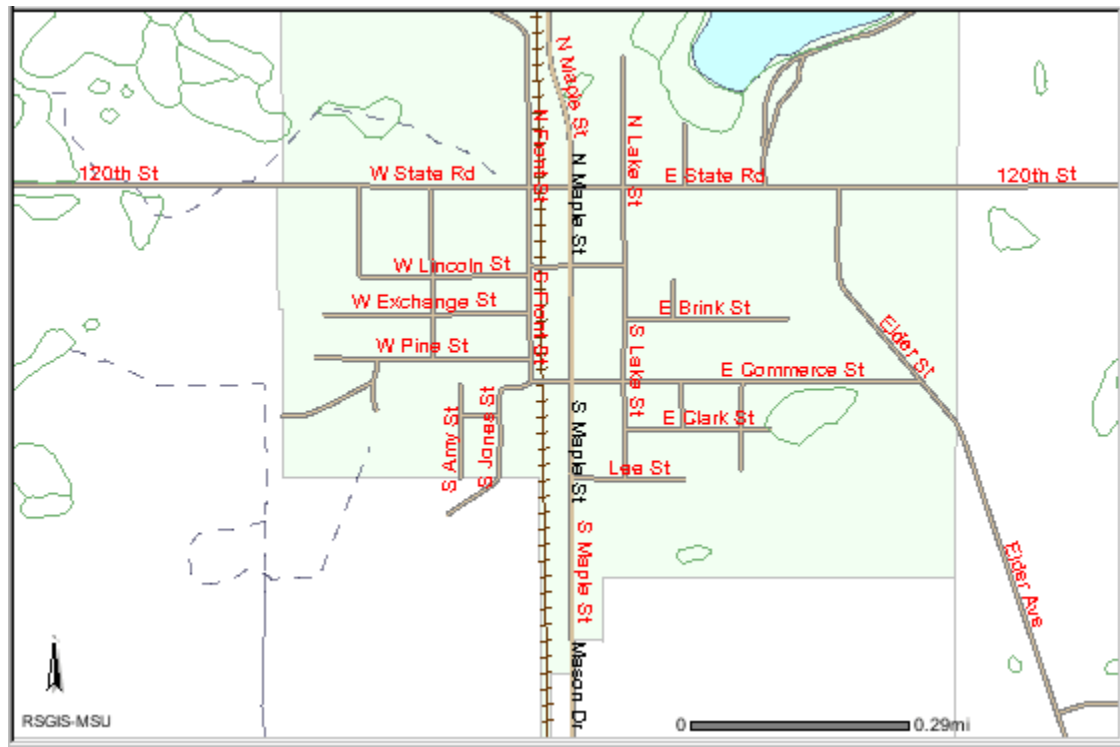 N Maple St
N Front St
N Lake St
120th St
W State Rd
E State Rd
120th St
N Maple St
W Lincoln St
S Front St
W Exchange St
E Brink St
W Pine St
S Lake St
Elder St
E Commerce St
S Amy St
S Jones St
S Maple St
E Clark St
Lee St
S Maple St
Elder Ave
Mason Dr
RSGIS-MSU
0 0.29mi